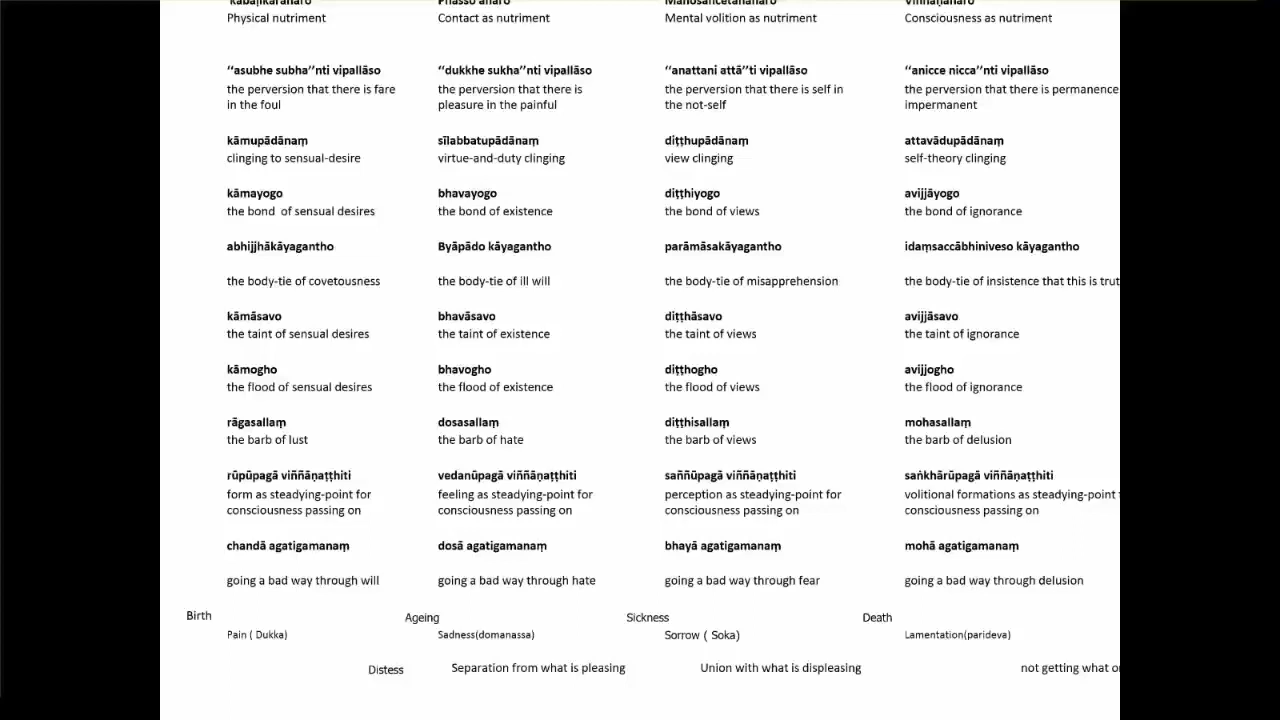 Physical nutriment Contact as nutriment Mental volition as nutriment Consciousness as nutriment
“asubhe subha”nti vipallāso “dukkhe sukha”nti vipallāso “anattani attā”ti vipallāso “anicce nicca”nti vipallāso
the perversion that there is fare the perversion that there is the perversion that there is self in the perversion that there is permanence
in the foul pleasure in the painful the not-self impermanent
kāmupādānaṃ sīlabbatupādānaṃ diṭṭhupādānaṃ attavādupādānaṃ
clinging to sensual-desire virtue-and-duty clinging view clinging self-theory clinging
kāmayogo bhavayogo diṭṭhiyogo avijjāyogo
the bond of sensual desires the bond of existence the bond of views the bond of ignorance
abhijjhākāyagantho Byāpādo kāyagantho parāmāsakāyagantho idaṃsaccābhiniveso kāyagantho
the body-tie of covetousness the body-tie of ill will the body-tie of misapprehension the body-tie of insistence that this is trut
kāmāsavo bhavāsavo diṭṭhāsavo avijjāsavo
the taint of sensual desires the taint of existence the taint of views the taint of ignorance
kāmogho bhavogho diṭṭhogho avijjogho
the flood of sensual desires the flood of existence the flood of views the flood of ignorance
rāgasallaṃ dosasallaṃ diṭṭhisallaṃ mohasallaṃ
the barb of lust the barb of hate the barb of views the barb of delusion
rūpūpagā viññāṇaṭṭhiti vedanūpagā viññāṇaṭṭhiti saññūpagā viññāṇaṭṭhiti saṅkhārūpagā viññāṇaṭṭhiti
form as steadying-point for feeling as steadying-point for perception as steadying-point for volitional formations as steadying-point
consciousness passing on consciousness passing on consciousness passing on consciousness passing on
chandā agatigamanaṃ dosā agatigamanaṃ bhayā agatigamanaṃ mohā agatigamanaṃ
going a bad way through will going a bad way through hate going a bad way through fear going a bad way through delusion
Birth Ageing Sickness Death
Pain ( Dukka) Sadness(domanassa) Sorrow ( Soka) Lamentation(parideva)
Distess Separation from what is pleasing Union with what is displeasing not getting what